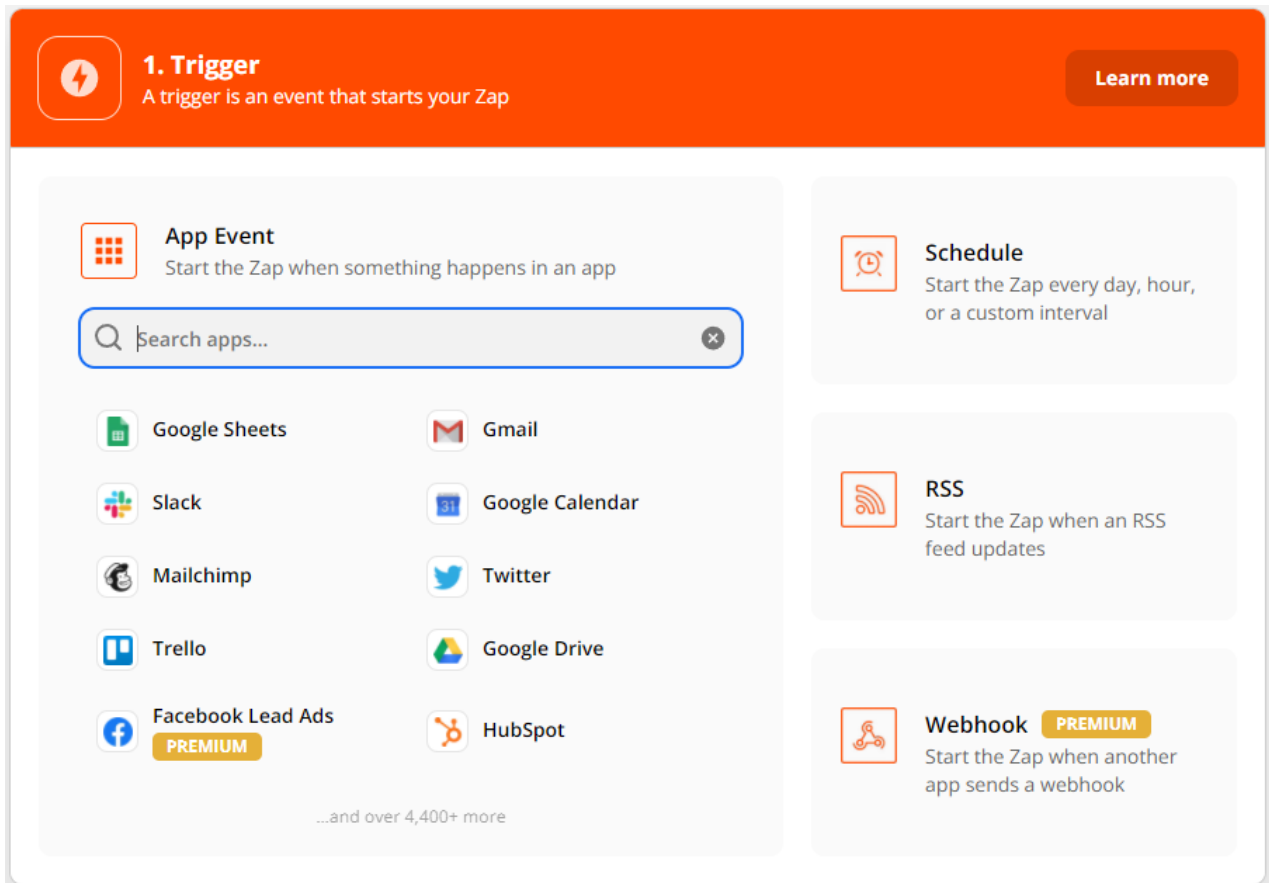 1. Trigger
A trigger is an event that starts your Zap
Learn more
App Event
Start the Zap when something happens in an app
Search apps...
Google Sheets
Gmail
Slack
Google Calendar
31
Mailchimp
Twitter
Trello
Google Drive
Facebook Lead Ads
PREMIUM
HubSpot
...and over 4,400+ more
Schedule
Start the Zap every day, hour,
or a custom interval
RSS
Start the Zap when an RSS
feed updates
Webhook PREMIUM
Start the Zap when another
app sends a webhook